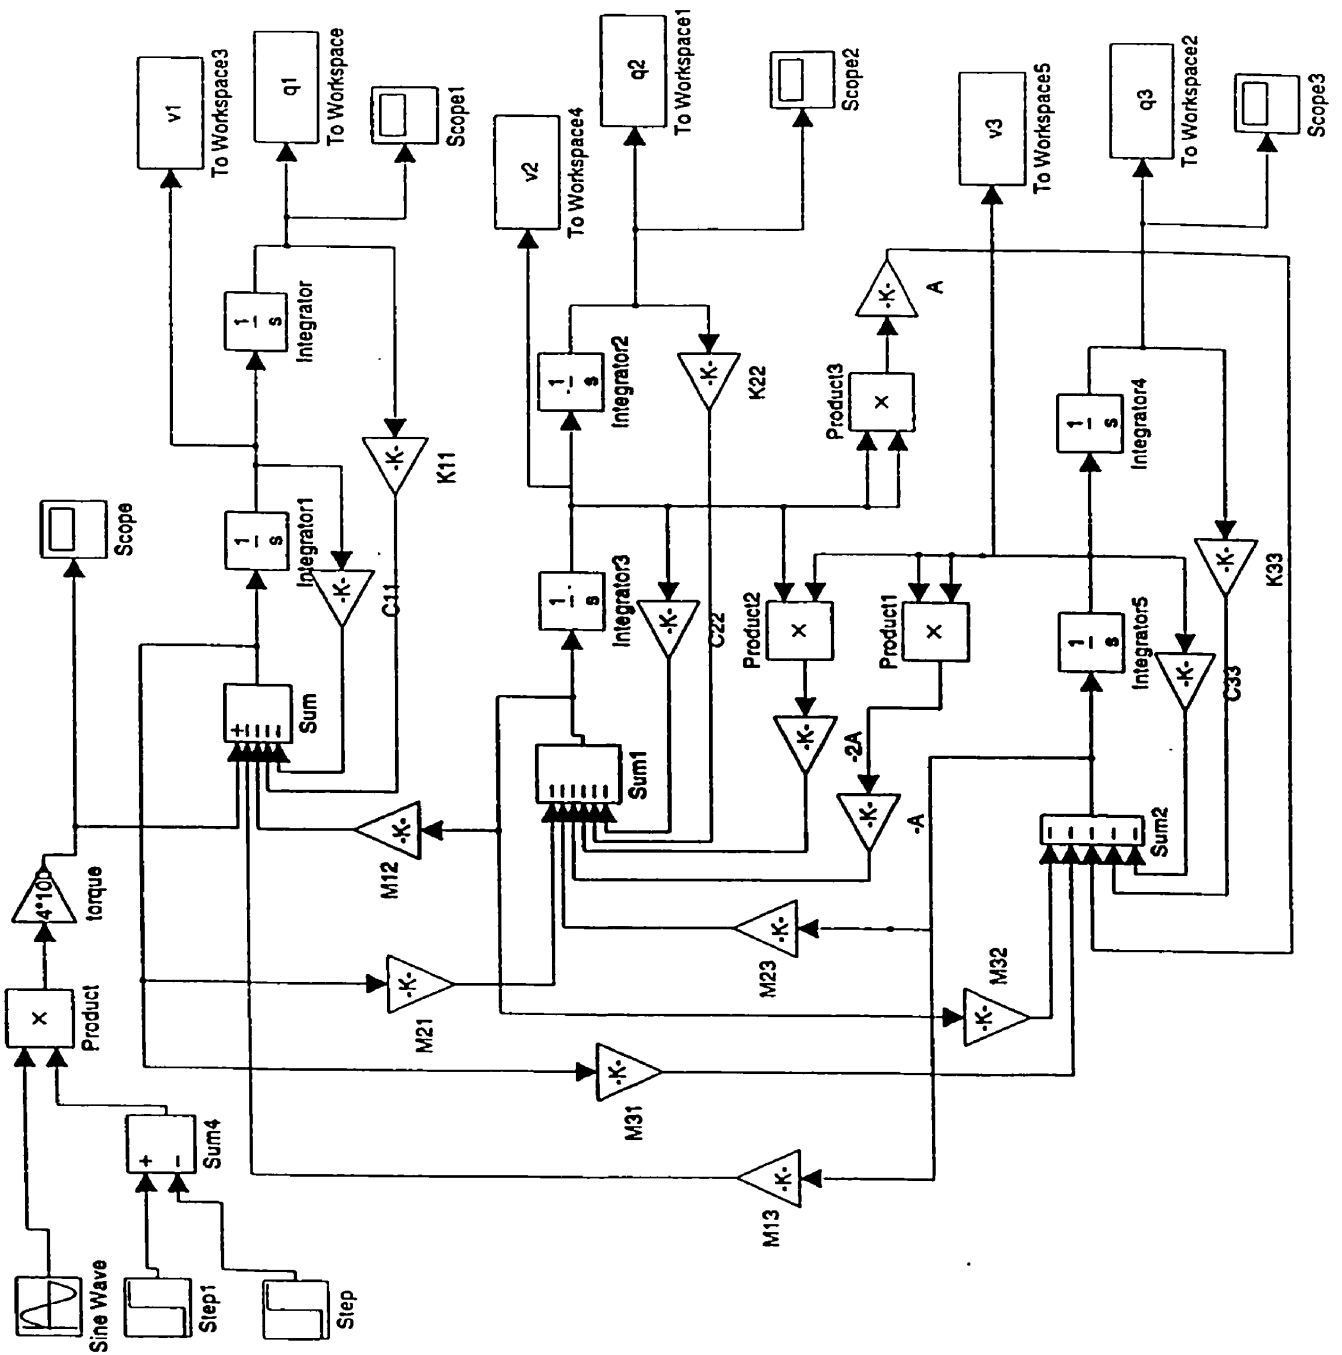 Sine Wave
Step1
Step
+
−
Sum4
×
Product
4*10
torque
Scope
+
−
−
−
−
Sum
1
s
Integrator1
1
s
Integrator
v1
To Workspace3
q1
To Workspace
Scope1
-K-
C11
-K-
K11
-K-
M12
-K-
M21
-K-
M31
-K-
M13
-K-
M23
-K-
M32
−
−
−
−
−
−
Sum1
1
s
Integrator3
1
s
Integrator2
v2
To Workspace4
q2
To Workspace1
Scope2
-K-
C22
-K-
K22
×
Product2
-K-
-2A
×
Product1
-K-
-A
×
Product3
-K-
A
−
−
−
−
−
Sum2
1
s
Integrator5
1
s
Integrator4
v3
To Workspace5
q3
To Workspace2
Scope3
-K-
C33
-K-
K33